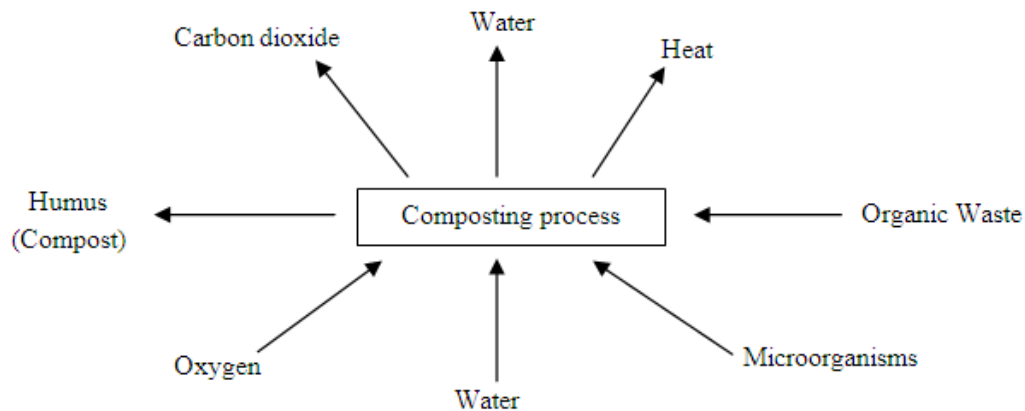 Water
Carbon dioxide
Heat
Humus
(Compost)
Composting process
Organic Waste
Oxygen
Microorganisms
Water